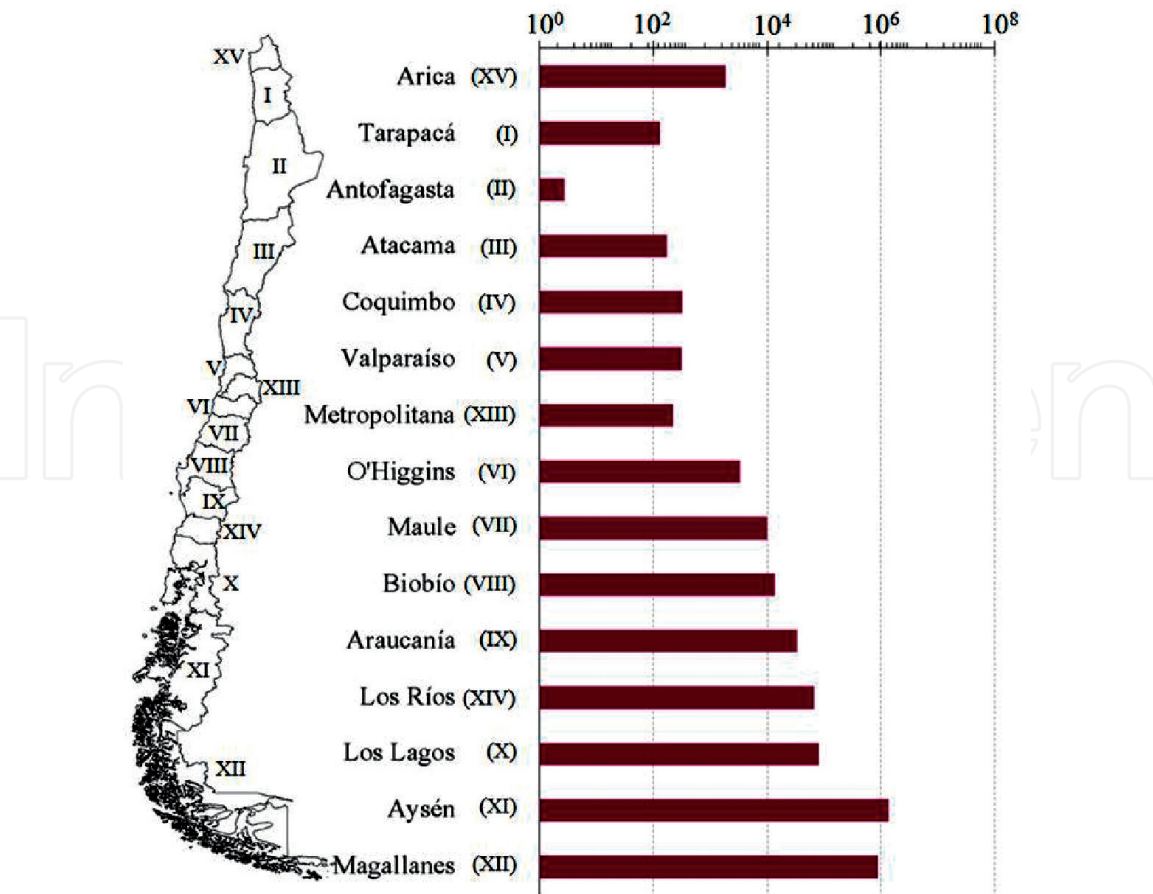 10⁰ 10² 10⁴ 10⁶ 10⁸
XV
I
II
III
IV
V
XIII
VI
VII
VIII
IX
XIV
X
XI
XII
Arica (XV)
Tarapacá (I)
Antofagasta (II)
Atacama (III)
Coquimbo (IV)
Valparaíso (V)
Metropolitana (XIII)
O'Higgins (VI)
Maule (VII)
Biobío (VIII)
Araucanía (IX)
Los Ríos (XIV)
Los Lagos (X)
Aysén (XI)
Magallanes (XII)